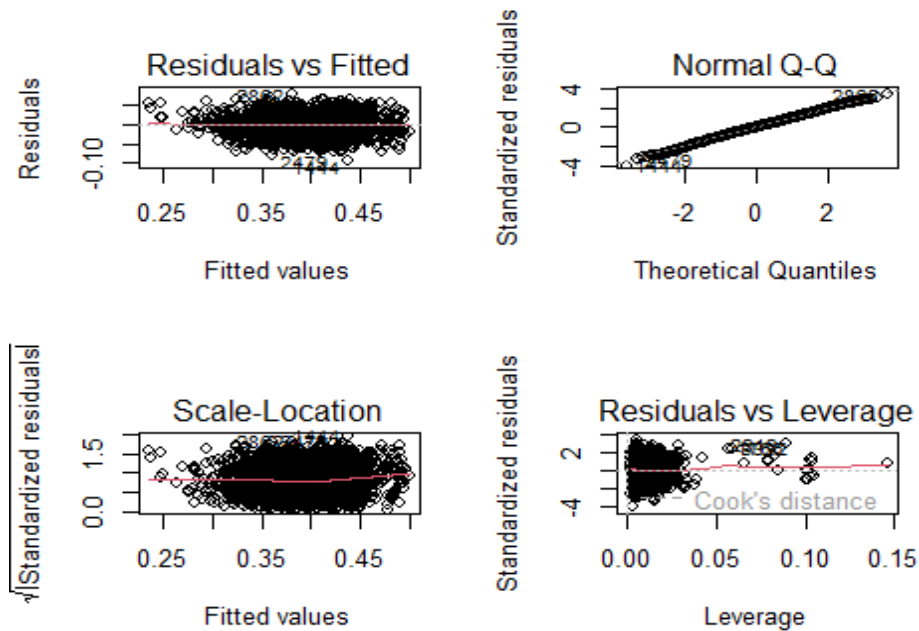 Residuals vs Fitted
Residuals
-0.10
0.25 0.35 0.45
Fitted values
Normal Q-Q
Standardized residuals
-4 0 4
-2 0 2
Theoretical Quantiles
Scale-Location
√|Standardized residuals|
0.0 1.5
0.25 0.35 0.45
Fitted values
Residuals vs Leverage
Standardized residuals
-4 2
Cook's distance
0.00 0.05 0.10 0.15
Leverage